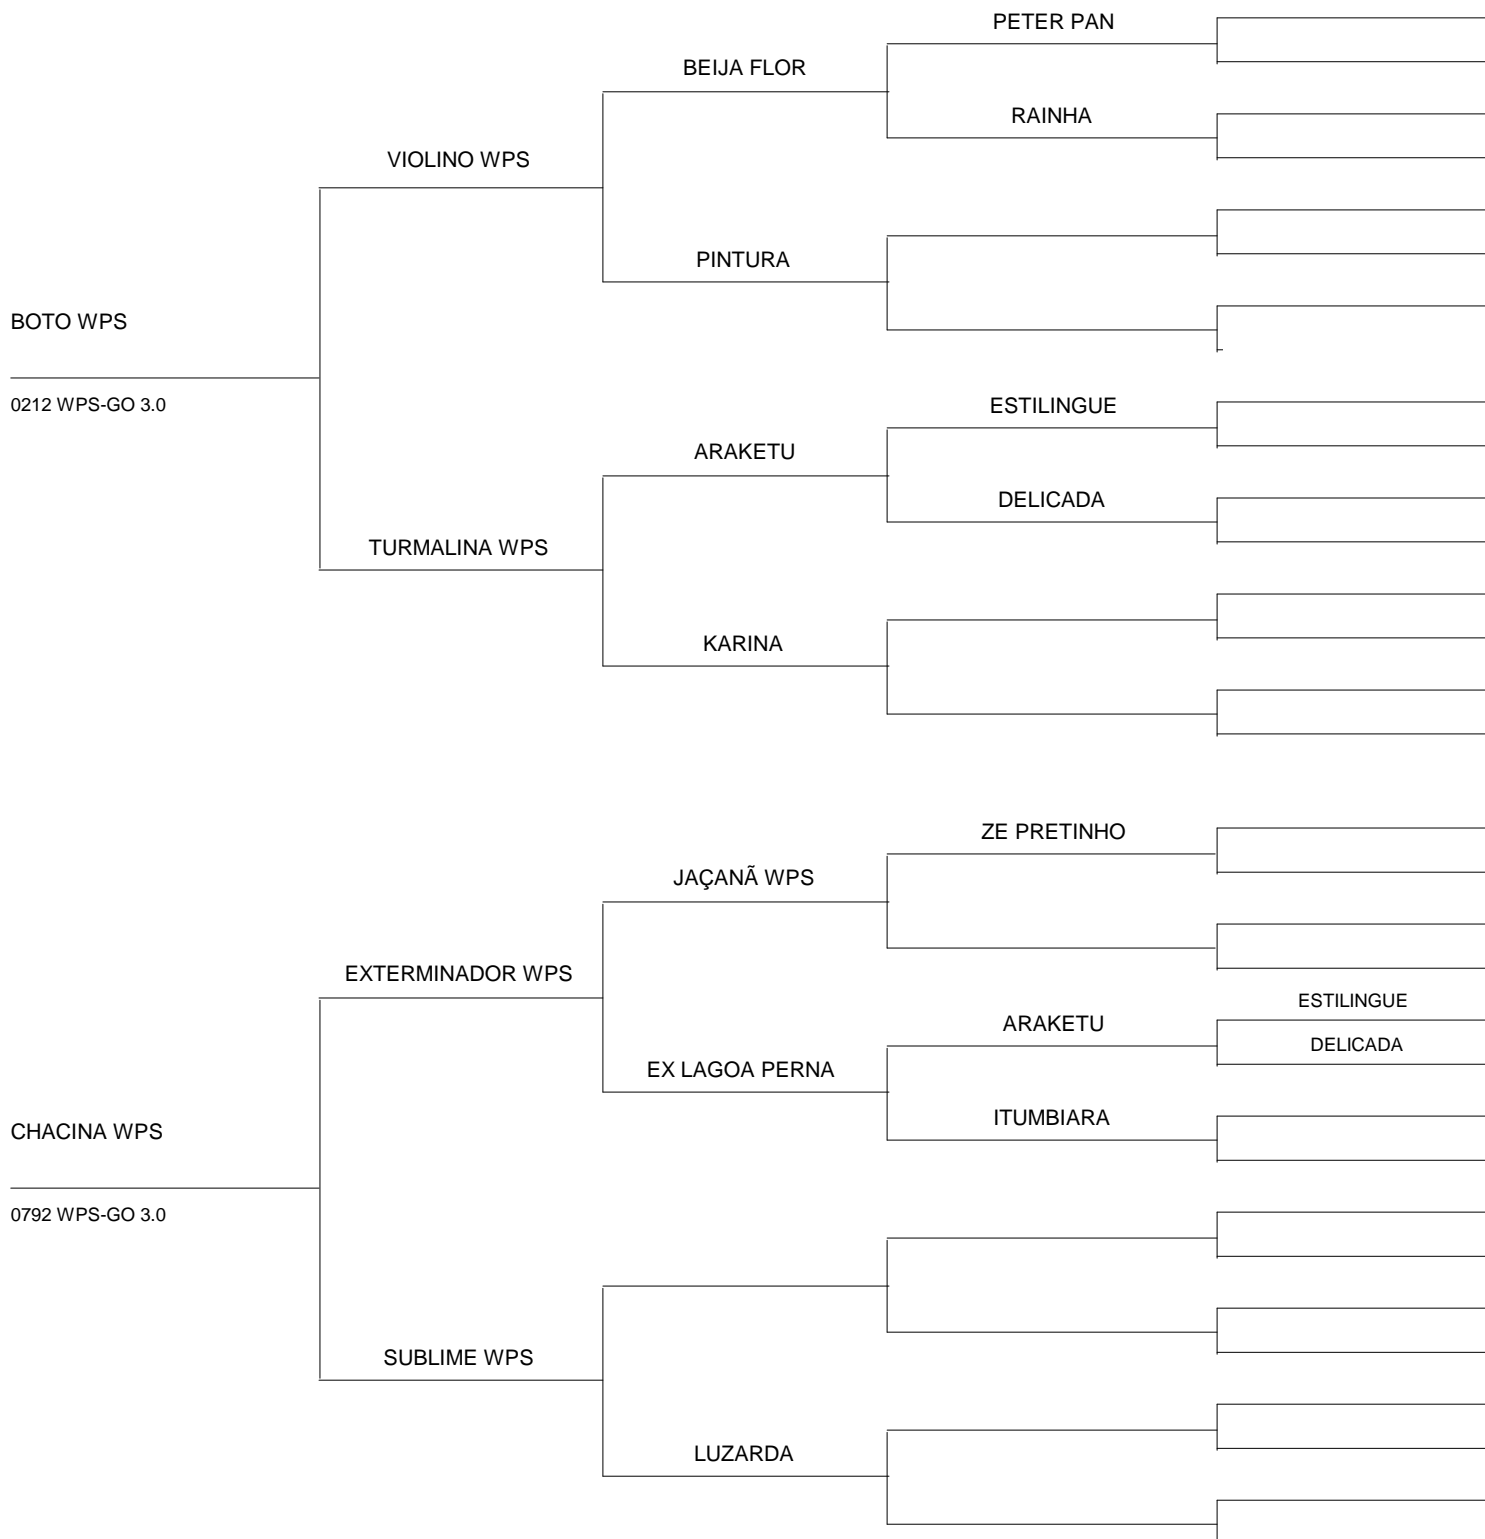 PETER PAN
BEIJA FLOR
RAINHA
VIOLINO WPS
PINTURA
BOTO WPS
0212 WPS-GO 3.0
ESTILINGUE
ARAKETU
DELICADA
TURMALINA WPS
KARINA
ZE PRETINHO
JAÇANÃ WPS
EXTERMINADOR WPS
ESTILINGUE
ARAKETU
DELICADA
EX LAGOA PERNA
ITUMBIARA
CHACINA WPS
0792 WPS-GO 3.0
SUBLIME WPS
LUZARDA